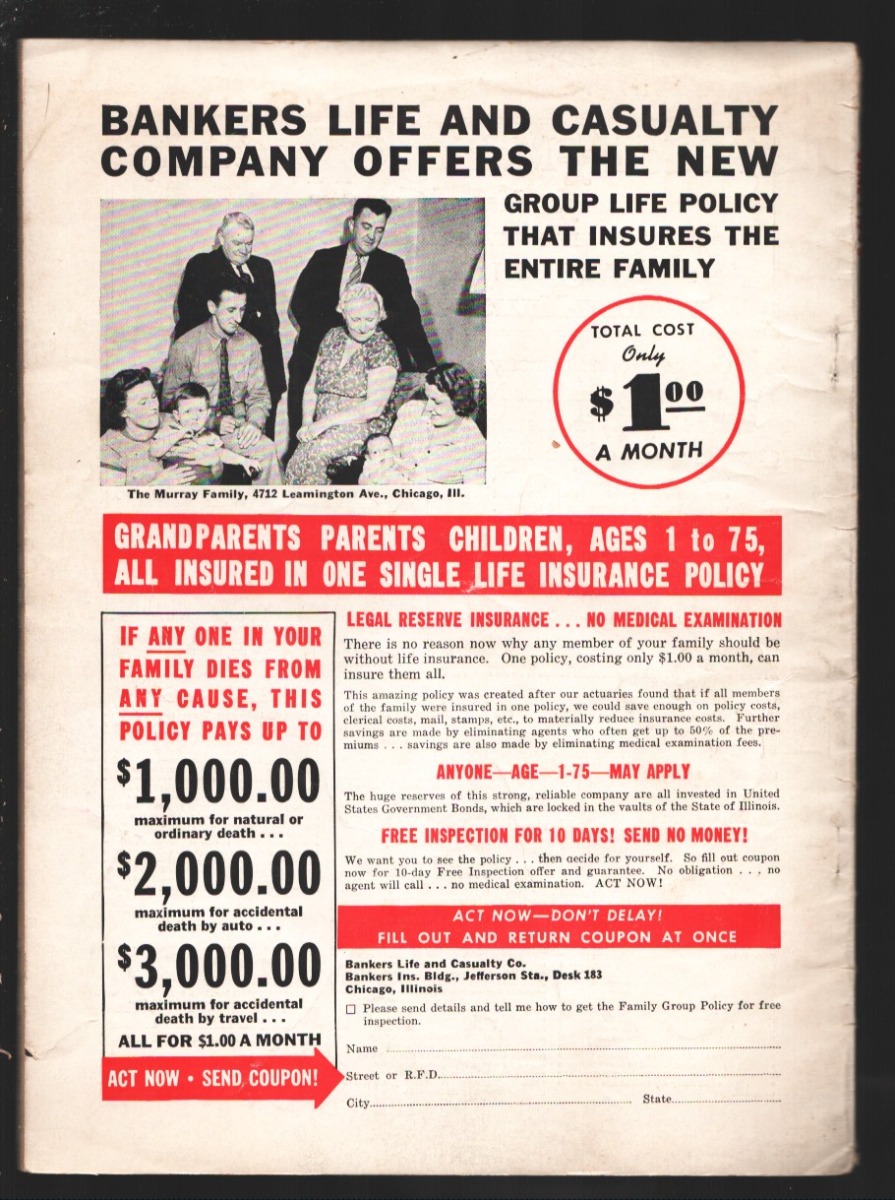 BANKERS LIFE AND CASUALTY
COMPANY OFFERS THE NEW
GROUP LIFE POLICY
THAT INSURES THE
ENTIRE FAMILY
TOTAL COST
Only
$1.00
A MONTH
The Murray Family, 4712 Leamington Ave., Chicago, Ill.
GRANDPARENTS PARENTS CHILDREN, AGES 1 to 75,
ALL INSURED IN ONE SINGLE LIFE INSURANCE POLICY
IF ANY ONE IN YOUR
FAMILY DIES FROM
ANY CAUSE, THIS
POLICY PAYS UP TO
$1,000.00
maximum for natural or
ordinary death . . .
$2,000.00
maximum for accidental
death by auto . . .
$3,000.00
maximum for accidental
death by travel . . .
ALL FOR $1.00 A MONTH
ACT NOW • SEND COUPON!
LEGAL RESERVE INSURANCE . . . NO MEDICAL EXAMINATION
There is no reason now why any member of your family should be
without life insurance. One policy, costing only $1.00 a month, can
insure them all.
This amazing policy was created after our actuaries found that if all members
of the family were insured in one policy, we could save enough on policy costs,
clerical costs, mail, stamps, etc., to materially reduce insurance costs. Further
savings are made by eliminating agents who often get up to 50% of the pre-
miums . . . savings are also made by eliminating medical examination fees.
ANYONE—AGE—1-75—MAY APPLY
The huge reserves of this strong, reliable company are all invested in United
States Government Bonds, which are locked in the vaults of the State of Illinois.
FREE INSPECTION FOR 10 DAYS! SEND NO MONEY!
We want you to see the policy . . . then decide for yourself. So fill out coupon
now for 10-day Free Inspection offer and guarantee. No obligation . . . no
agent will call . . . no medical examination. ACT NOW!
ACT NOW—DON'T DELAY!
FILL OUT AND RETURN COUPON AT ONCE
Bankers Life and Casualty Co.
Bankers Ins. Bldg., Jefferson Sta., Desk 183
Chicago, Illinois
☐ Please send details and tell me how to get the Family Group Policy for free
inspection.
Name
Street or R.F.D.
City State